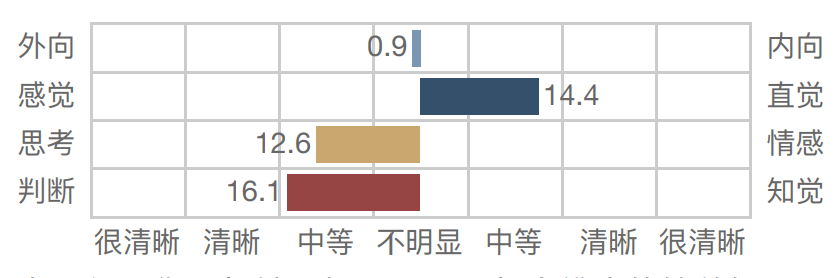 外向 0.9 内向
感觉 14.4 直觉
思考 12.6 情感
判断 16.1 知觉
很清晰 清晰 中等 不明显 中等 清晰 很清晰